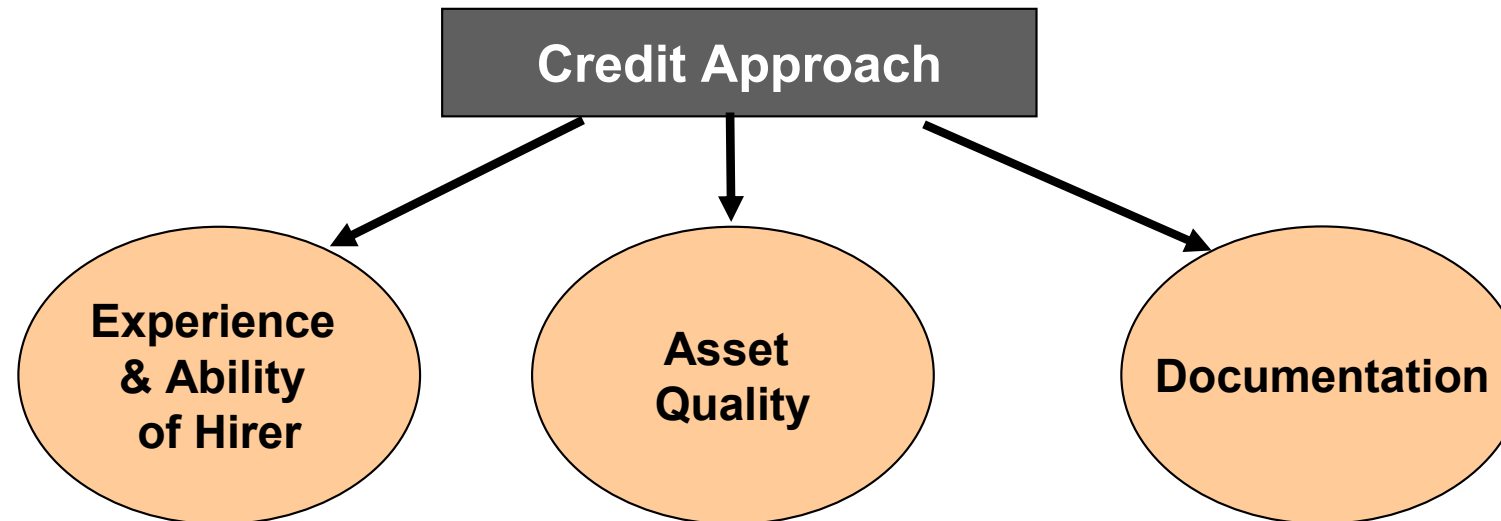 Credit Approach
Experience
& Ability
of Hirer
Asset
Quality
Documentation